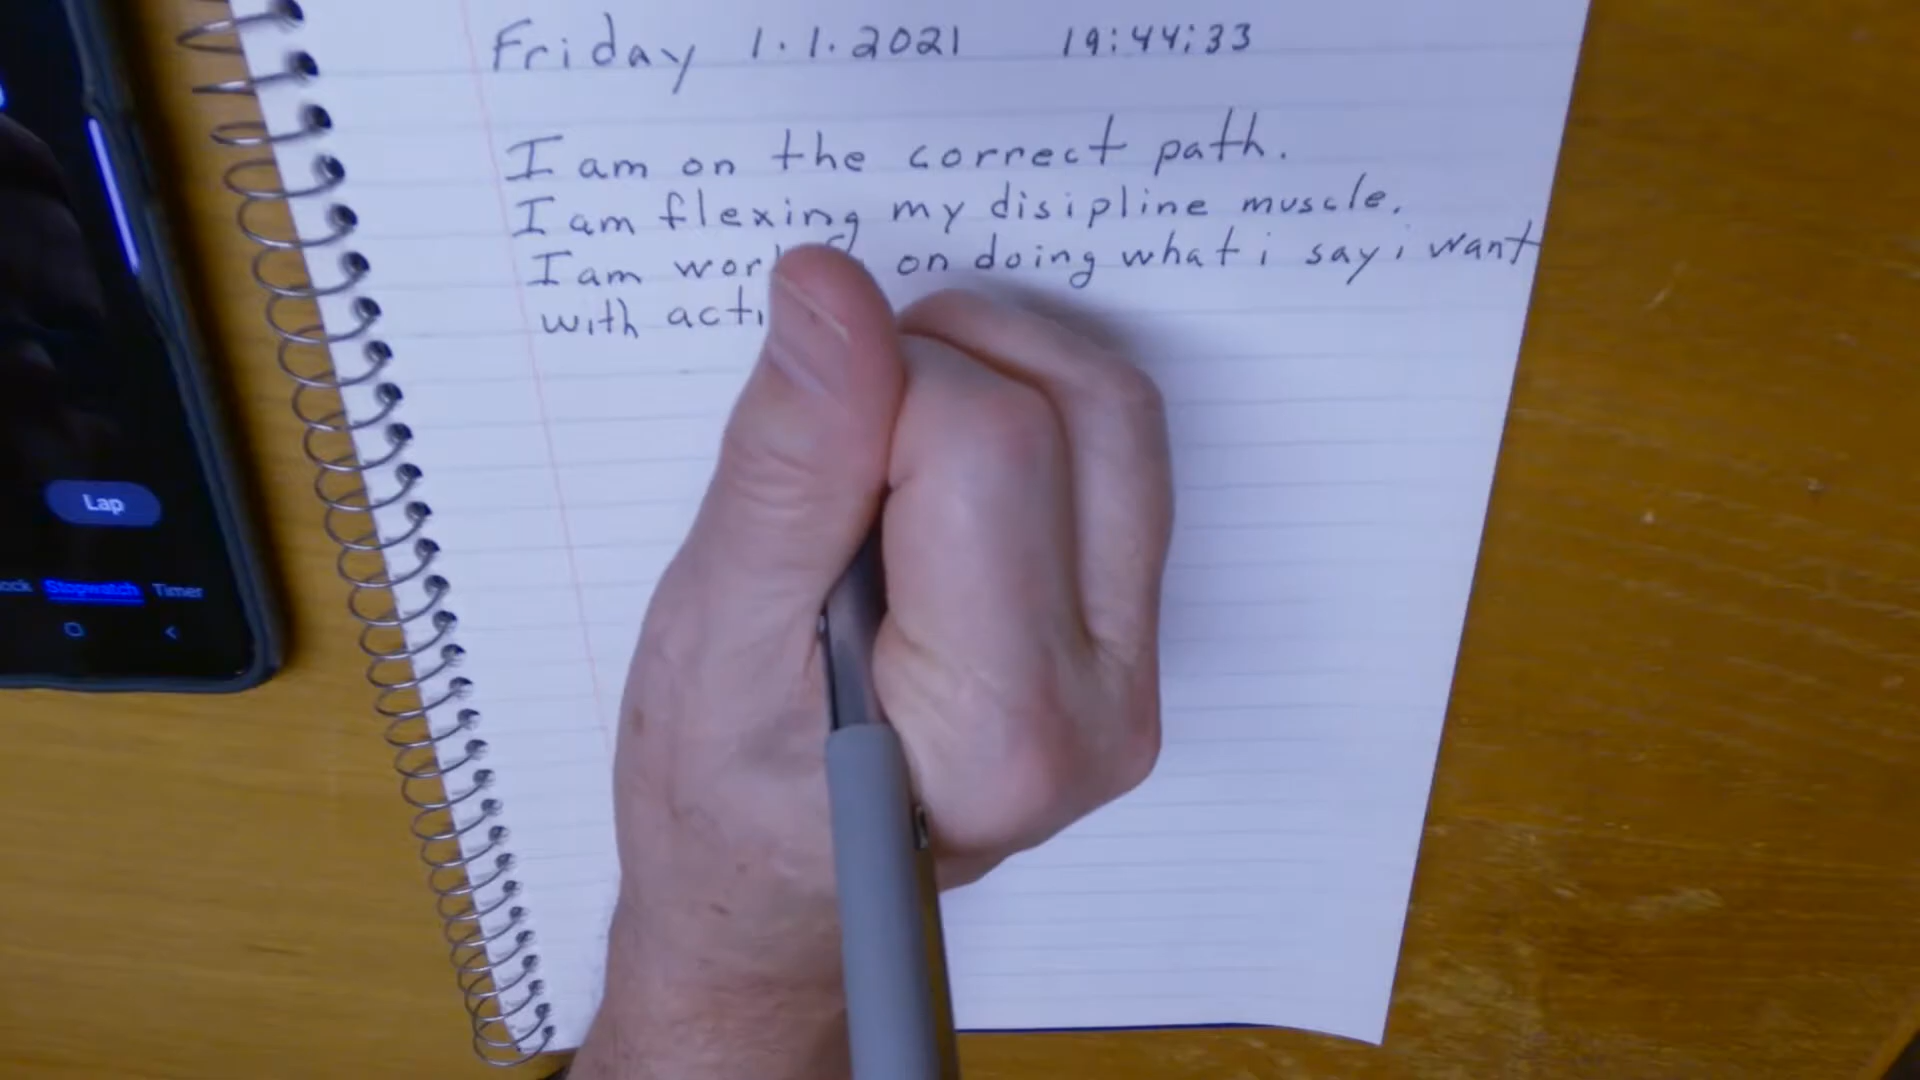 Friday 1.1.2021 19:44:33
I am on the correct path.
I am flexing my disipline muscle.
I am on doing what i say i want
with
Lap
Stopwatch Timer